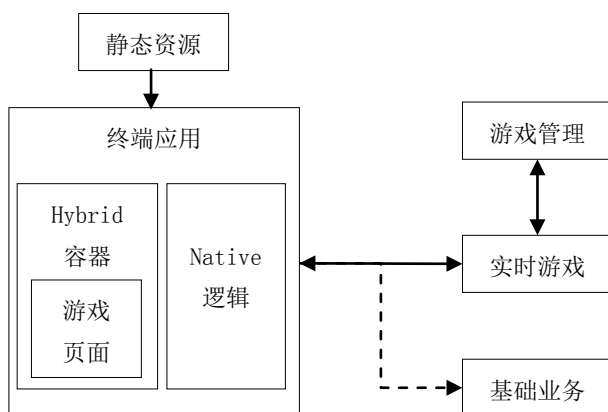 静态资源
终端应用
Hybrid
容器
游戏
页面
Native
逻辑
游戏管理
实时游戏
基础业务